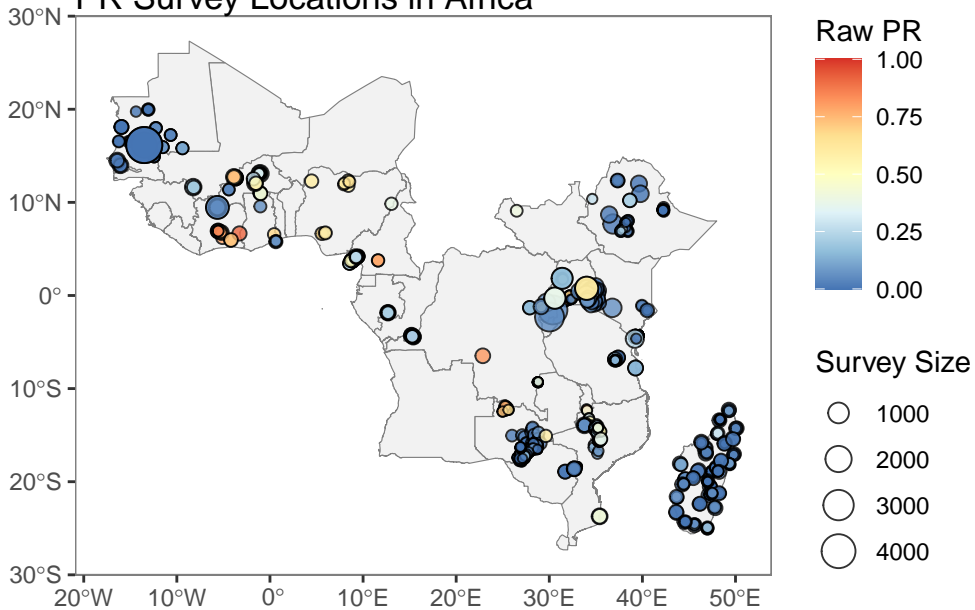 PR Survey Locations in Africa
30°N
20°N
10°N
0°
10°S
20°S
30°S
20°W 10°W 0° 10°E 20°E 30°E 40°E 50°E
Raw PR
1.00
0.75
0.50
0.25
0.00
Survey Size
1000
2000
3000
4000